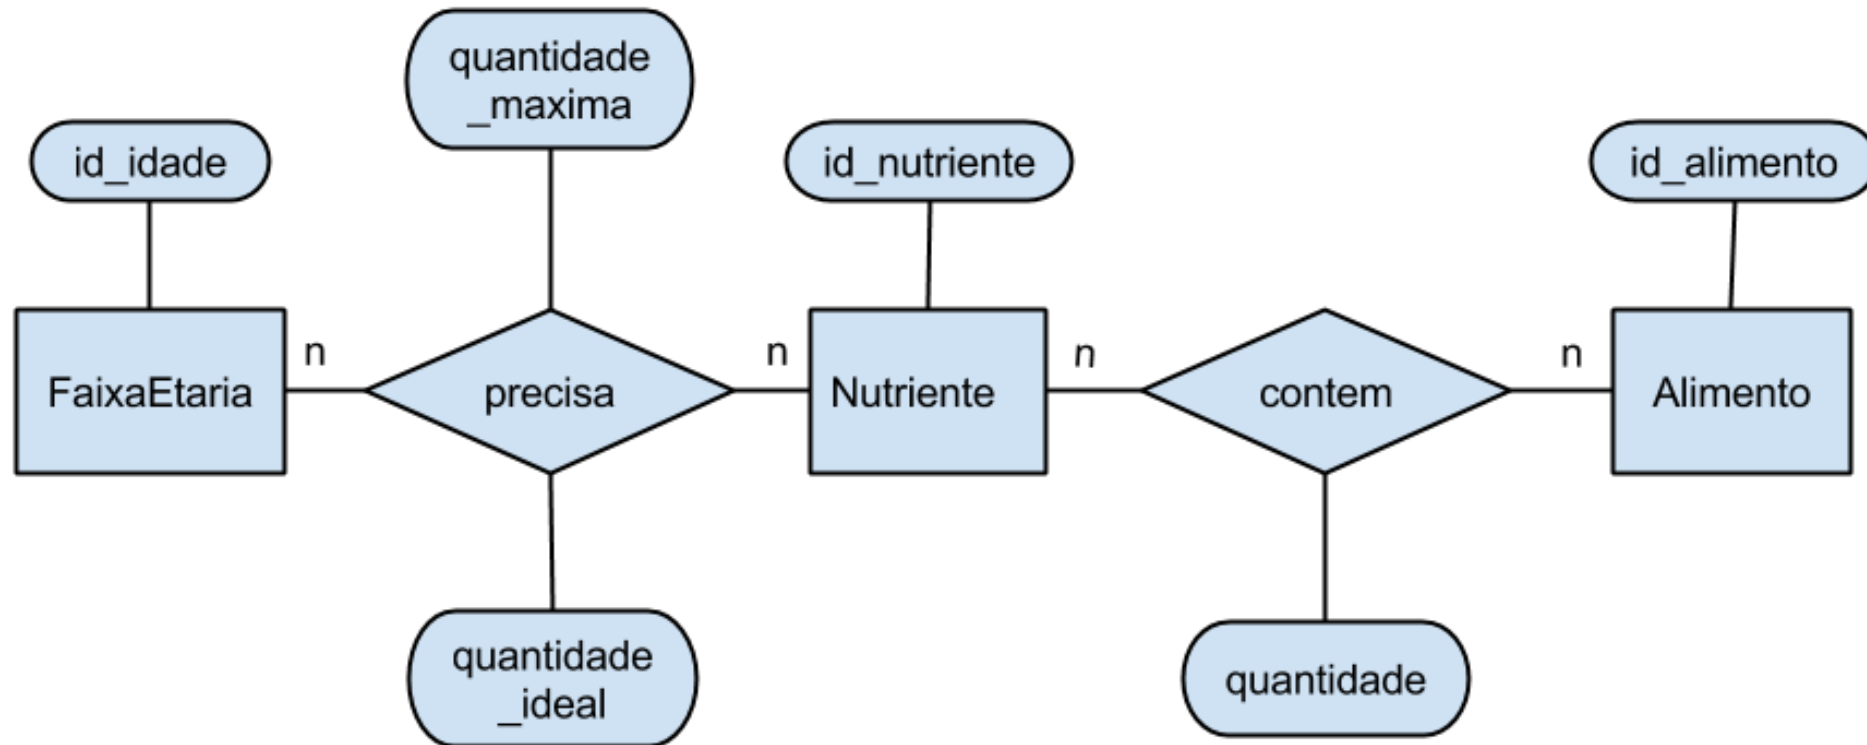 quantidade
_maxima
id_idade
id_nutriente
id_alimento
n
n
n
n
FaixaEtaria
precisa
Nutriente
contem
Alimento
quantidade
_ideal
quantidade